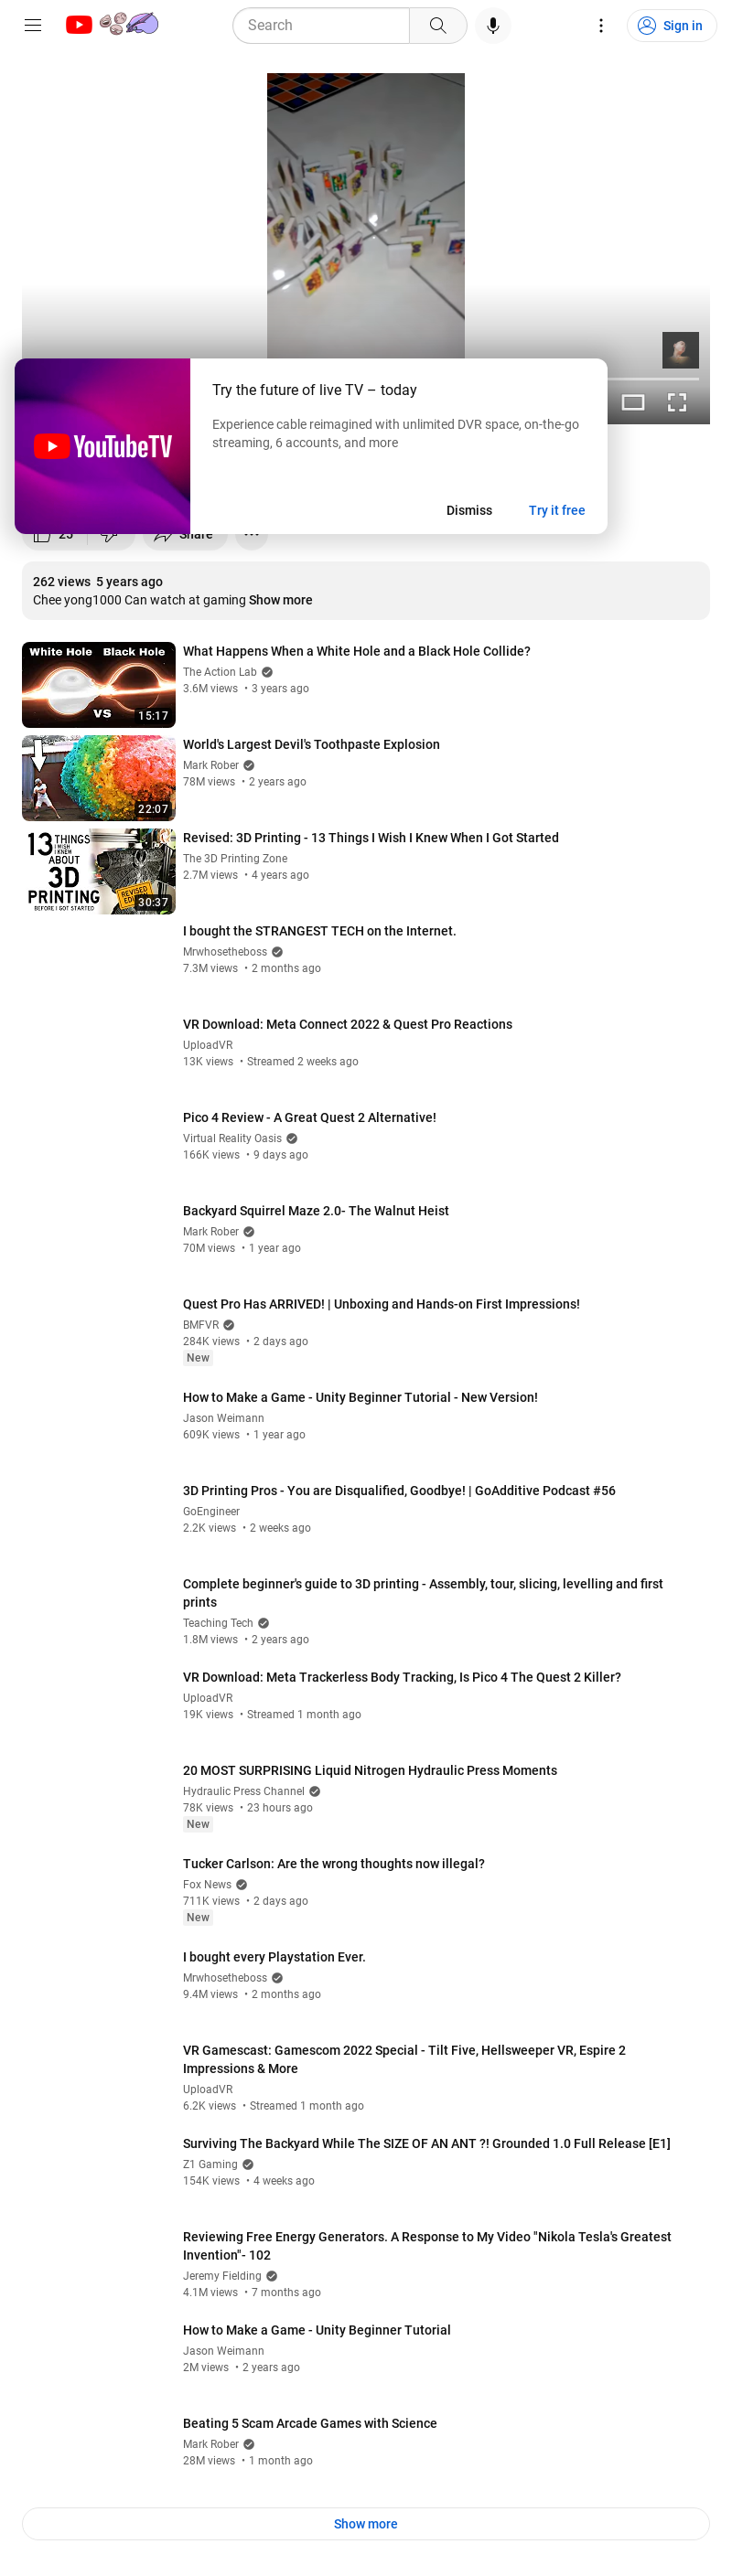 Search
Sign in
YouTubeTV
Try the future of live TV – today
Experience cable reimagined with unlimited DVR space, on-the-go
streaming, 6 accounts, and more
Dismiss
Try it free
25
Share
262 views 5 years ago
Chee yong1000 Can watch at gaming Show more
White Hole Black Hole
VS
15:17
What Happens When a White Hole and a Black Hole Collide?
The Action Lab
3.6M views • 3 years ago
22:07
World's Largest Devil's Toothpaste Explosion
Mark Rober
78M views • 2 years ago
13 THINGS
I WISH I KNEW
ABOUT
3D
PRINTING
BEFORE I GOT STARTED
REVISED
30:37
Revised: 3D Printing - 13 Things I Wish I Knew When I Got Started
The 3D Printing Zone
2.7M views • 4 years ago
I bought the STRANGEST TECH on the Internet.
Mrwhosetheboss
7.3M views • 2 months ago
VR Download: Meta Connect 2022 & Quest Pro Reactions
UploadVR
13K views • Streamed 2 weeks ago
Pico 4 Review - A Great Quest 2 Alternative!
Virtual Reality Oasis
166K views • 9 days ago
Backyard Squirrel Maze 2.0- The Walnut Heist
Mark Rober
70M views • 1 year ago
Quest Pro Has ARRIVED! | Unboxing and Hands-on First Impressions!
BMFVR
284K views • 2 days ago
New
How to Make a Game - Unity Beginner Tutorial - New Version!
Jason Weimann
609K views • 1 year ago
3D Printing Pros - You are Disqualified, Goodbye! | GoAdditive Podcast #56
GoEngineer
2.2K views • 2 weeks ago
Complete beginner's guide to 3D printing - Assembly, tour, slicing, levelling and first
prints
Teaching Tech
1.8M views • 2 years ago
VR Download: Meta Trackerless Body Tracking, Is Pico 4 The Quest 2 Killer?
UploadVR
19K views • Streamed 1 month ago
20 MOST SURPRISING Liquid Nitrogen Hydraulic Press Moments
Hydraulic Press Channel
78K views • 23 hours ago
New
Tucker Carlson: Are the wrong thoughts now illegal?
Fox News
711K views • 2 days ago
New
I bought every Playstation Ever.
Mrwhosetheboss
9.4M views • 2 months ago
VR Gamescast: Gamescom 2022 Special - Tilt Five, Hellsweeper VR, Espire 2
Impressions & More
UploadVR
6.2K views • Streamed 1 month ago
Surviving The Backyard While The SIZE OF AN ANT ?! Grounded 1.0 Full Release [E1]
Z1 Gaming
154K views • 4 weeks ago
Reviewing Free Energy Generators. A Response to My Video "Nikola Tesla's Greatest
Invention"- 102
Jeremy Fielding
4.1M views • 7 months ago
How to Make a Game - Unity Beginner Tutorial
Jason Weimann
2M views • 2 years ago
Beating 5 Scam Arcade Games with Science
Mark Rober
28M views • 1 month ago
Show more